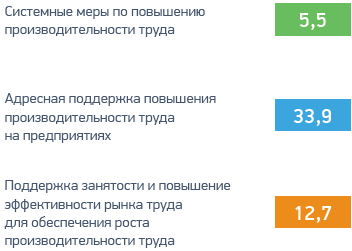 Системные меры по повышению
производительности труда
5,5
Адресная поддержка повышения
производительности труда
на предприятиях
33,9
Поддержка занятости и повышение
эффективности рынка труда
для обеспечения роста
производительности труда
12,7